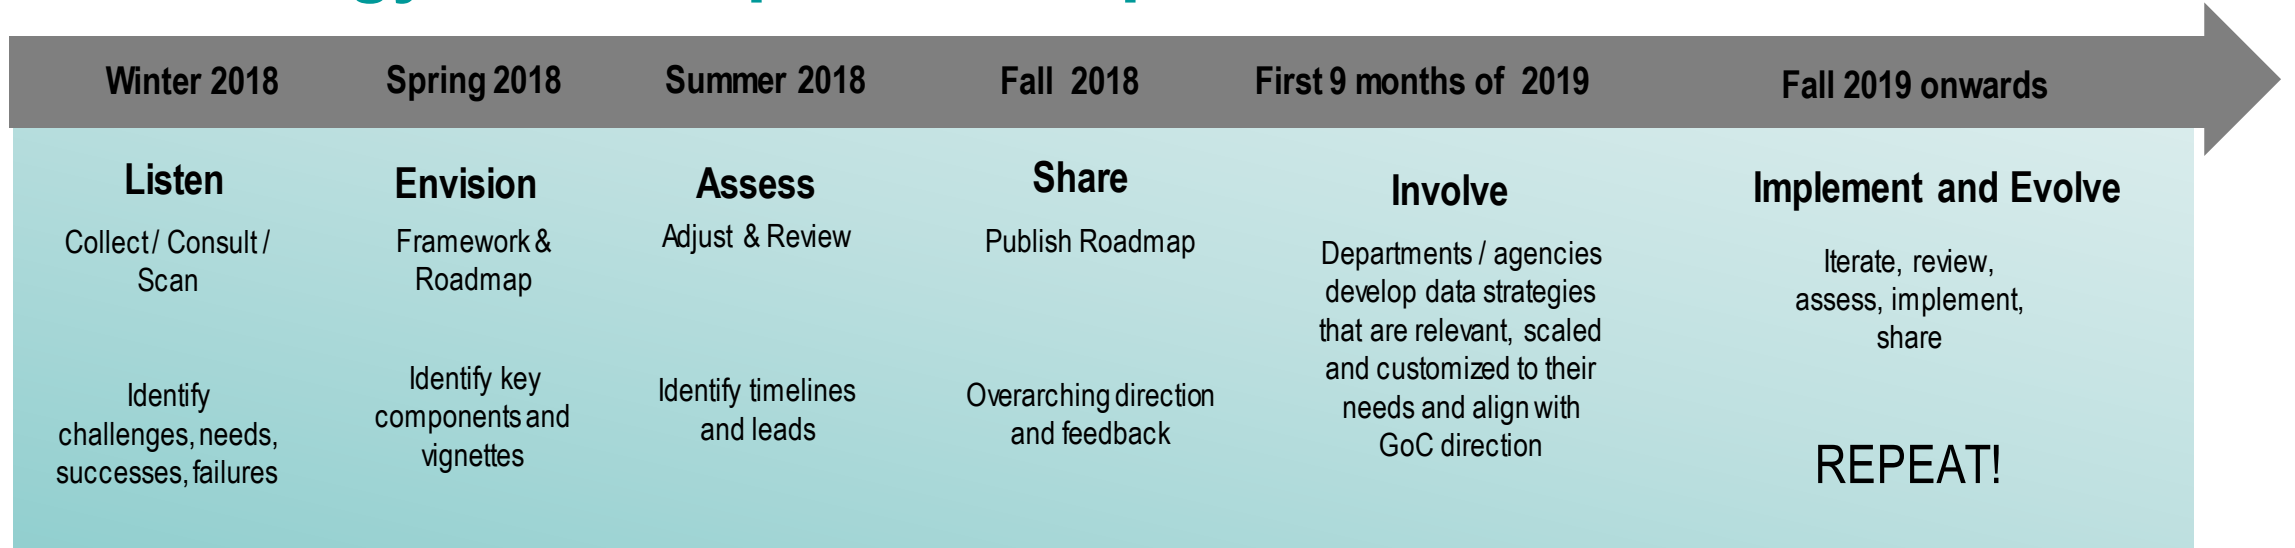 Winter 2018
Spring 2018
Summer 2018
Fall 2018
First 9 months of 2019
Fall 2019 onwards
Listen
Collect / Consult /
Scan
Identify
challenges, needs,
successes, failures
Envision
Framework &
Roadmap
Identify key
components and
vignettes
Assess
Adjust & Review
Identify timelines
and leads
Share
Publish Roadmap
Overarching direction
and feedback
Involve
Departments / agencies
develop data strategies
that are relevant, scaled
and customized to their
needs and align with
GoC direction
Implement and Evolve
Iterate, review,
assess, implement,
share
REPEAT!